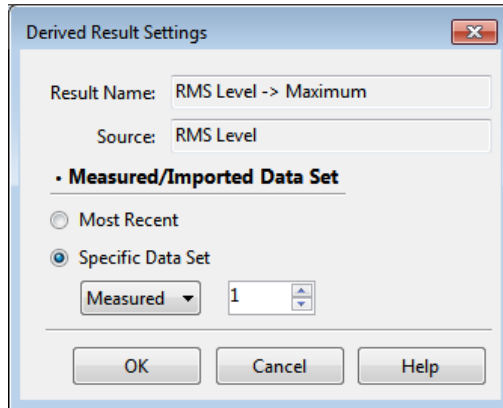 Derived Result Settings
Result Name: RMS Level -> Maximum
Source: RMS Level
• Measured/Imported Data Set
Most Recent
Specific Data Set
Measured 1
OK Cancel Help